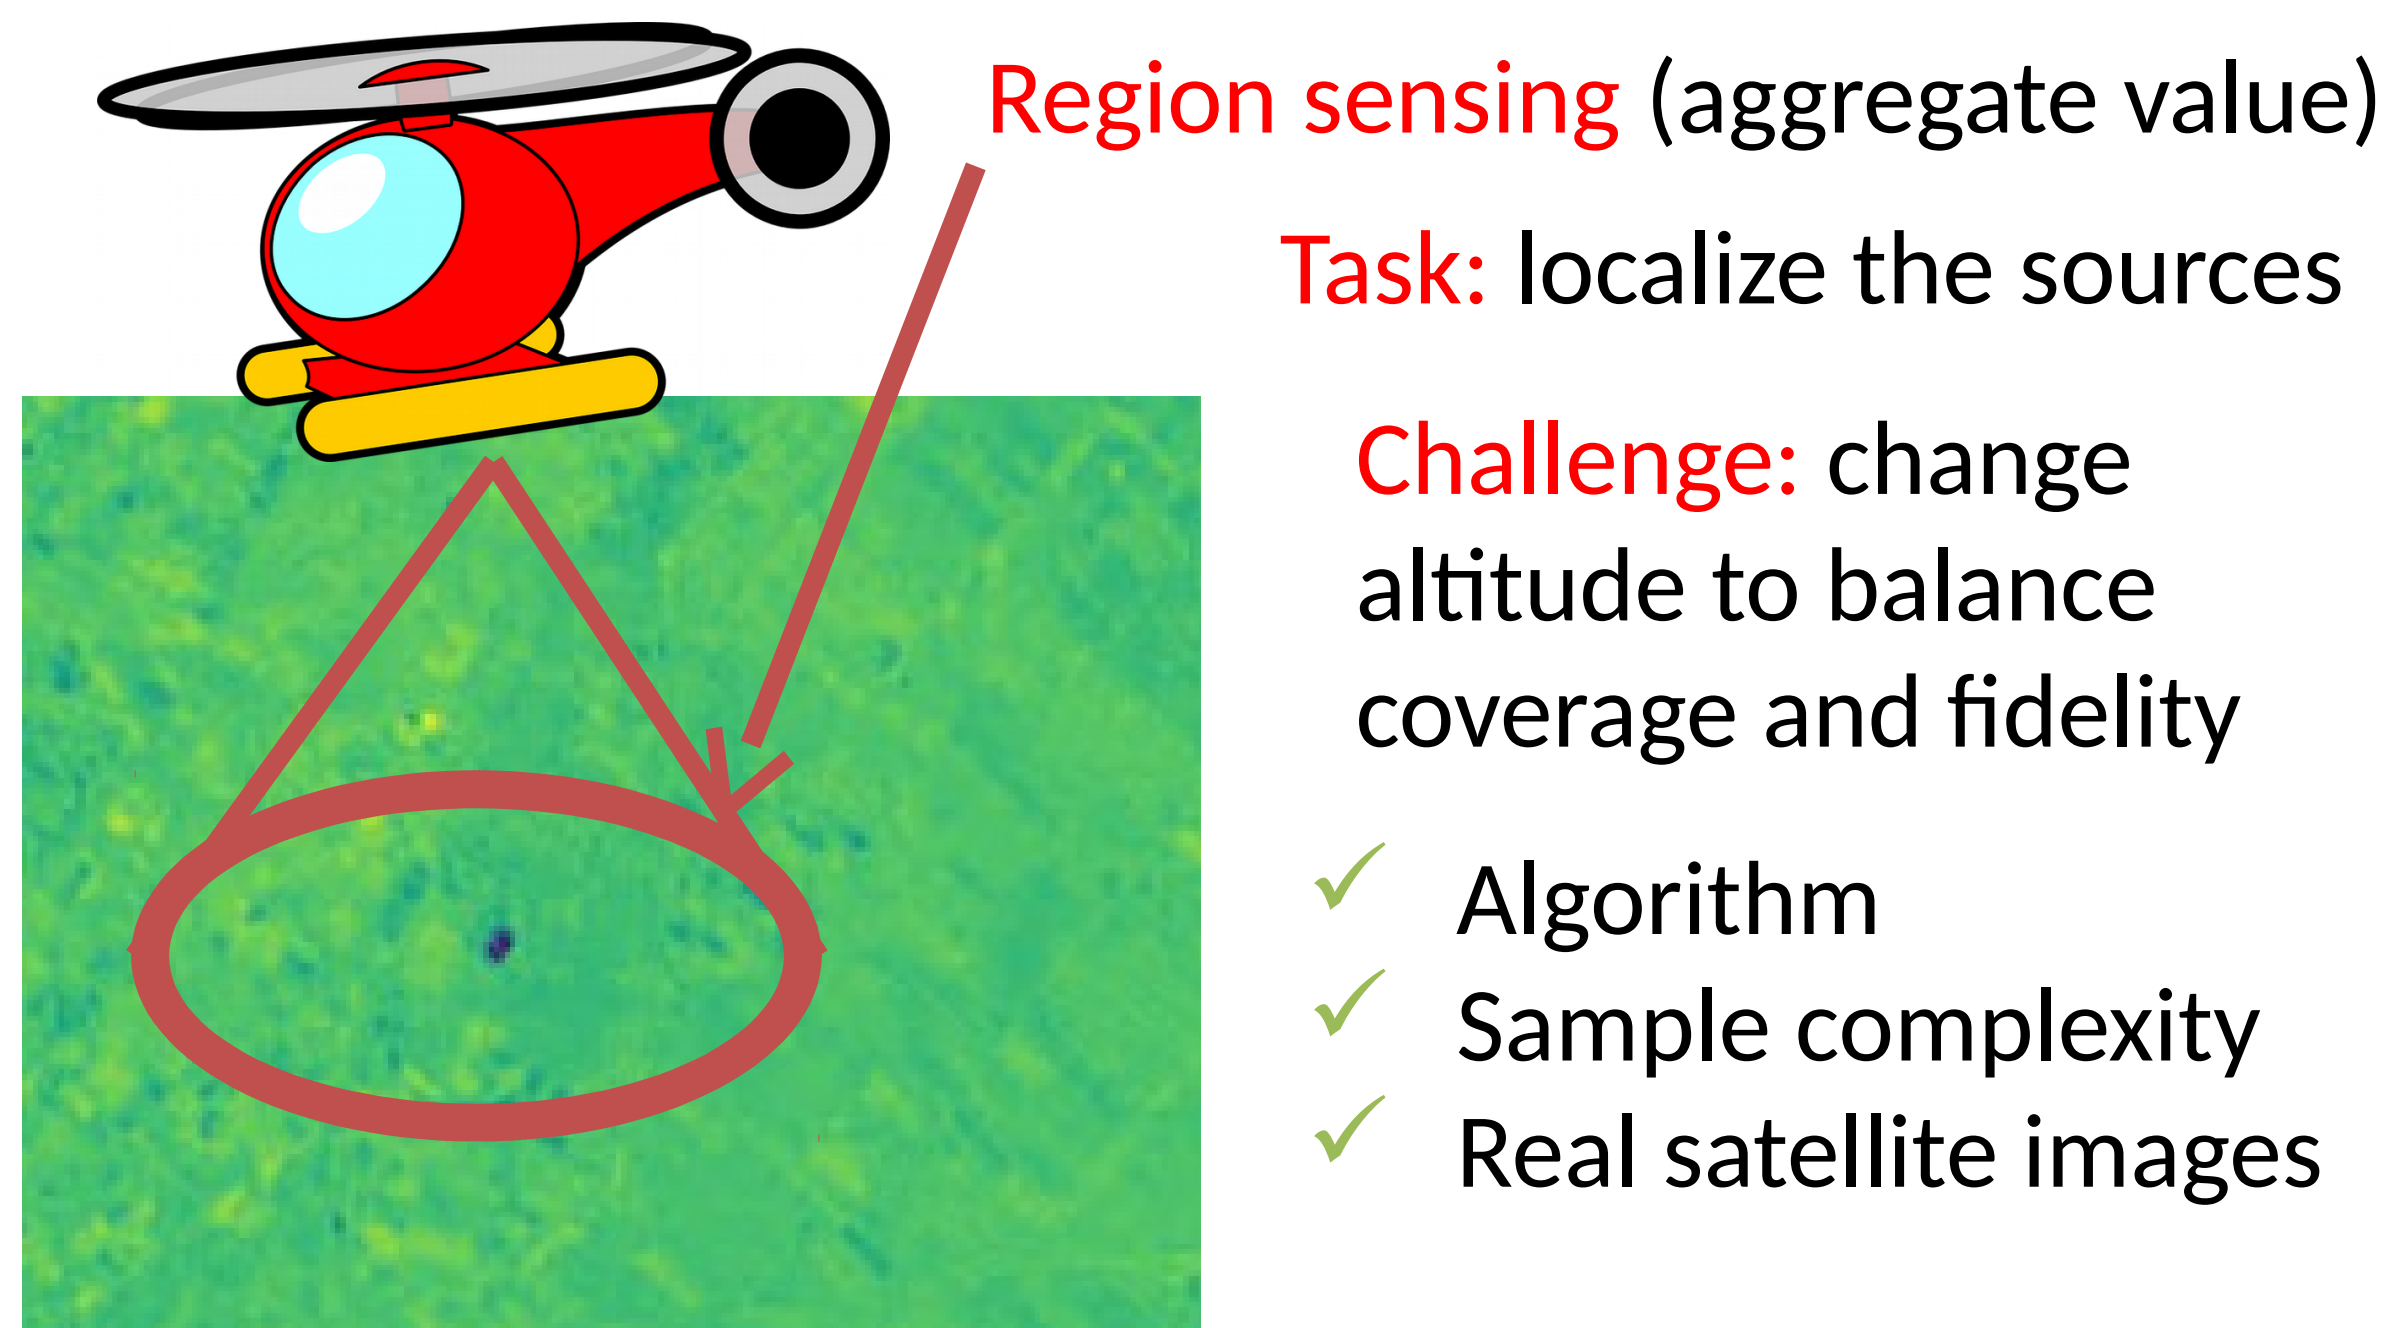 Region sensing (aggregate value)
Task: localize the sources
Challenge: change
altitude to balance
coverage and fidelity
✓ Algorithm
✓ Sample complexity
✓ Real satellite images